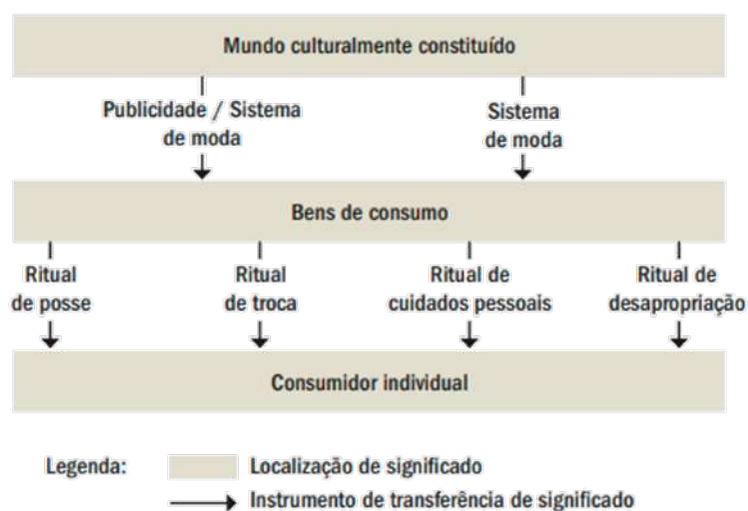 Mundo culturalmente constituído
Publicidade / Sistema
de moda
Sistema
de moda
Bens de consumo
Ritual
de posse
Ritual
de troca
Ritual de
cuidados pessoais
Ritual de
desapropriação
Consumidor individual
Legenda:
Localização de significado
Instrumento de transferência de significado